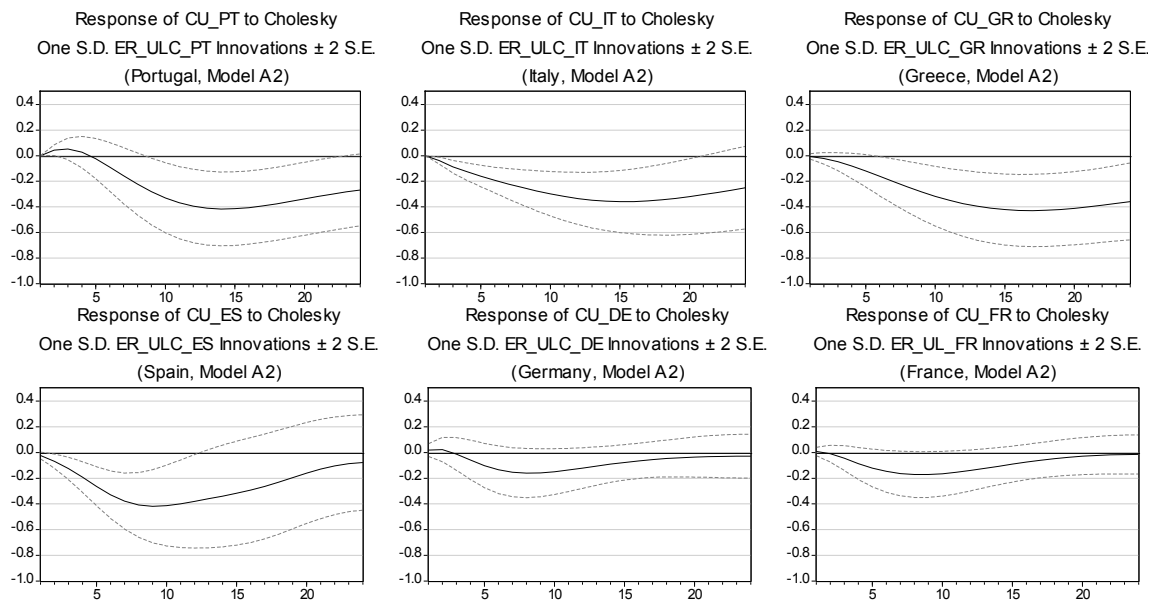 Response of CU_PT to Cholesky
One S.D. ER_ULC_PT Innovations ± 2 S.E.
(Portugal, Model A2)
0.4
0.2
0.0
-0.2
-0.4
-0.6
-0.8
-1.0
5 10 15 20
Response of CU_IT to Cholesky
One S.D. ER_ULC_IT Innovations ± 2 S.E.
(Italy, Model A2)
0.4
0.2
0.0
-0.2
-0.4
-0.6
-0.8
-1.0
5 10 15 20
Response of CU_GR to Cholesky
One S.D. ER_ULC_GR Innovations ± 2 S.E.
(Greece, Model A2)
0.4
0.2
0.0
-0.2
-0.4
-0.6
-0.8
-1.0
5 10 15 20
Response of CU_ES to Cholesky
One S.D. ER_ULC_ES Innovations ± 2 S.E.
(Spain, Model A2)
0.4
0.2
0.0
-0.2
-0.4
-0.6
-0.8
-1.0
5 10 15 20
Response of CU_DE to Cholesky
One S.D. ER_ULC_DE Innovations ± 2 S.E.
(Germany, Model A2)
0.4
0.2
0.0
-0.2
-0.4
-0.6
-0.8
-1.0
5 10 15 20
Response of CU_FR to Cholesky
One S.D. ER_UL_FR Innovations ± 2 S.E.
(France, Model A2)
0.4
0.2
0.0
-0.2
-0.4
-0.6
-0.8
-1.0
5 10 15 20